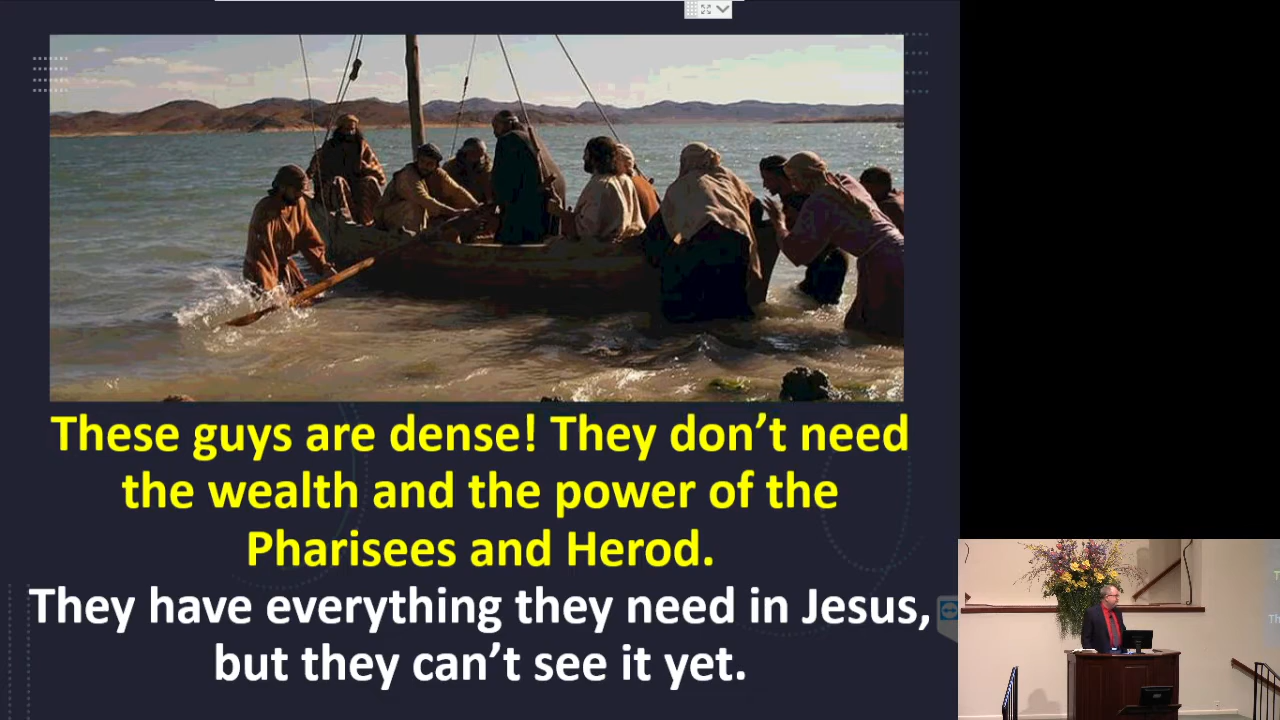 These guys are dense! They don’t need
the wealth and the power of the
Pharisees and Herod.
They have everything they need in Jesus,
but they can’t see it yet.